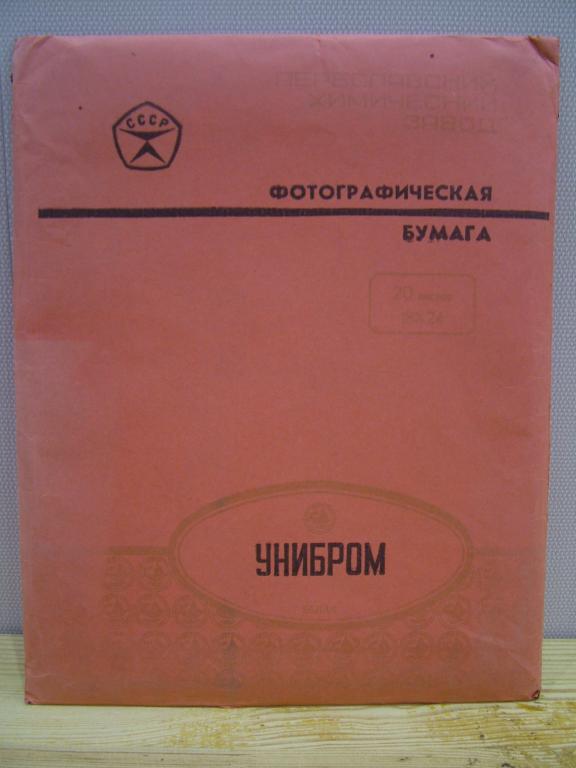 ПЕРЕСЛАВСКИЙ
ХИМИЧЕСКИЙ
ЗАВОД
СССР
ФОТОГРАФИЧЕСКАЯ
БУМАГА
20 листов
18х24
УНИБРОМ